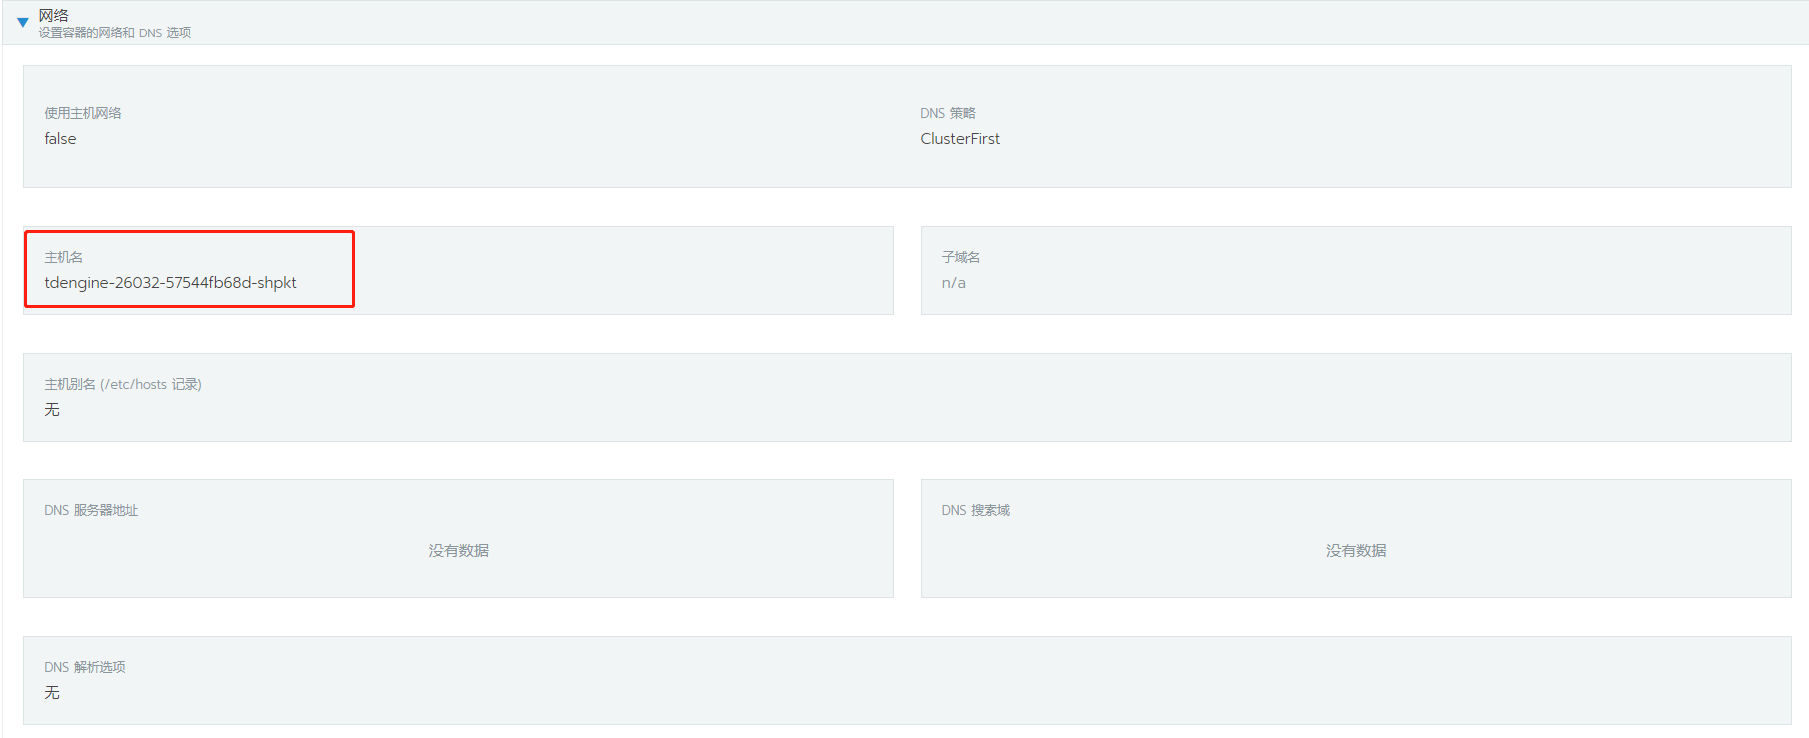 网络
设置容器的网络和 DNS 选项
使用主机网络
false
DNS 策略
ClusterFirst
主机名
tdengine-26032-57544fb68d-shpkt
子域名
n/a
主机别名 (/etc/hosts 记录)
无
DNS 服务器地址
没有数据
DNS 搜索域
没有数据
DNS 解析选项
无